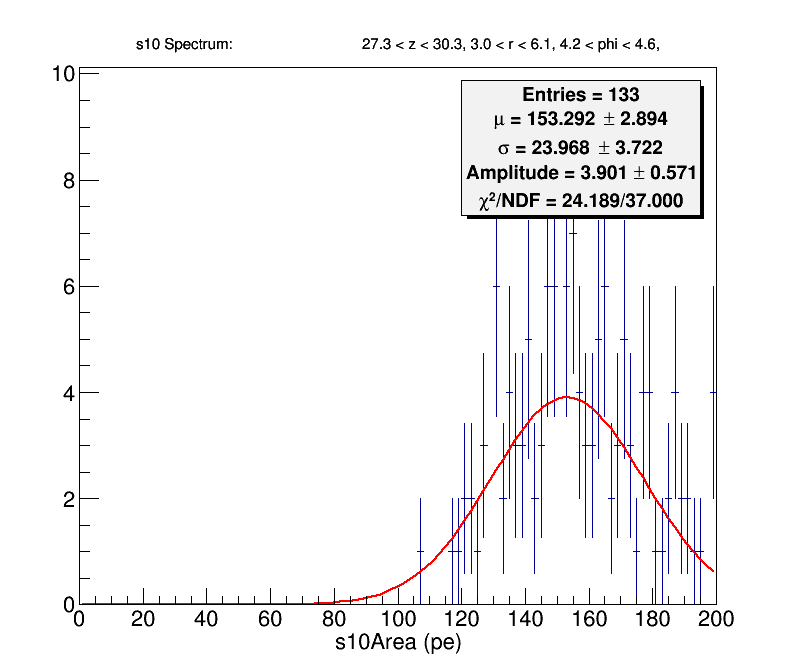 s10 Spectrum: 27.3 < z < 30.3, 3.0 < r < 6.1, 4.2 < phi < 4.6,
Entries = 133
μ = 153.292 ± 2.894
σ = 23.968 ± 3.722
Amplitude = 3.901 ± 0.571
χ²/NDF = 24.189/37.000
10
8
6
4
2
0
0 20 40 60 80 100 120 140 160 180 200
s10Area (pe)